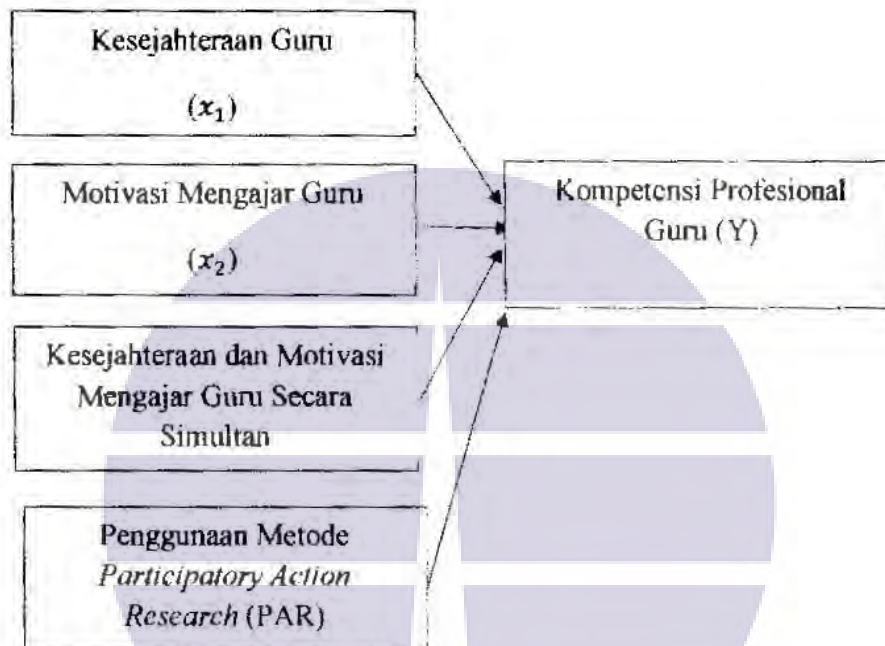 Kesejahteraan Guru
(x₁)
Motivasi Mengajar Guru
(x₂)
Kesejahteraan dan Motivasi
Mengajar Guru Secara
Simultan
Penggunaan Metode
Participatory Action
Research (PAR)
Kompetensi Profesional
Guru (Y)